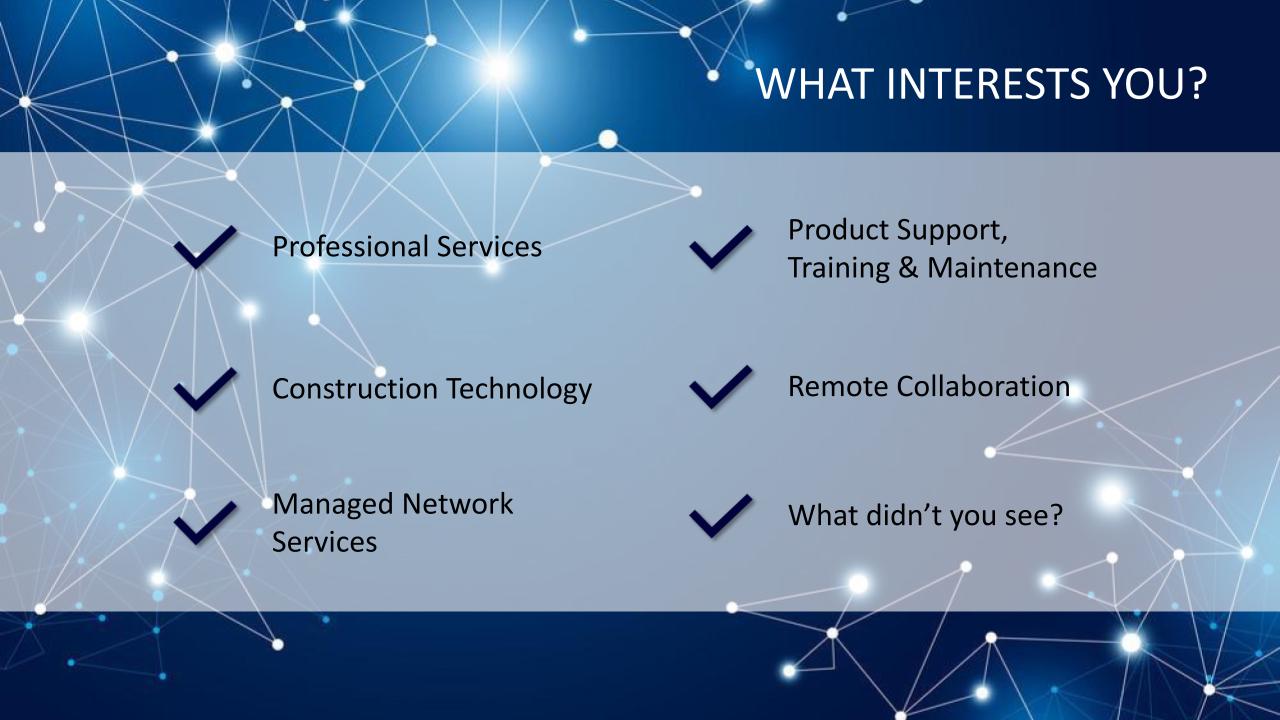 WHAT INTERESTS YOU?
Professional Services
Construction Technology
Managed Network
Services
Product Support,
Training & Maintenance
Remote Collaboration
What didn’t you see?